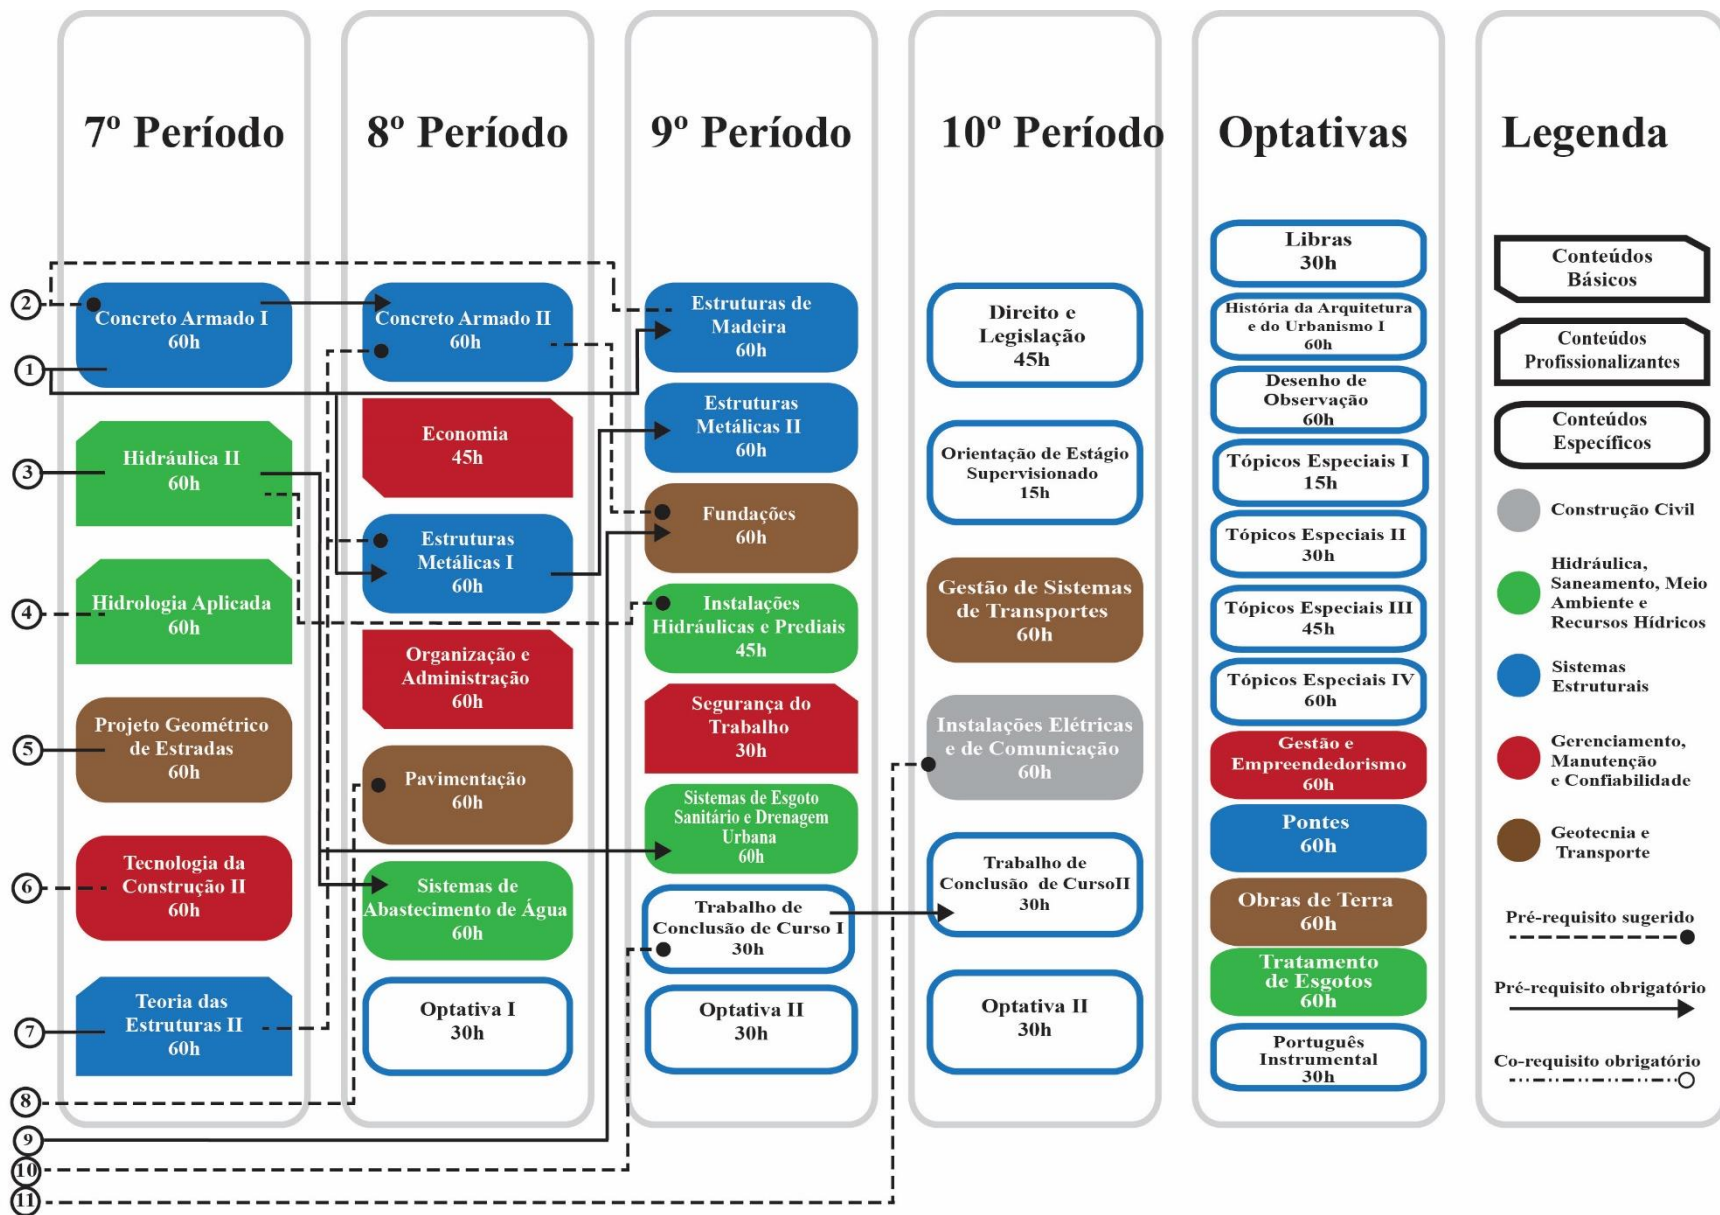 7º Período
8º Período
9º Período
10º Período
Optativas
Legenda
2
Concreto Armado I
60h
1
3
Hidráulica II
60h
4
Hidrologia Aplicada
60h
5
Projeto Geométrico
de Estradas
60h
6
Tecnologia da
Construção II
60h
7
Teoria das
Estruturas II
60h
8
9
10
11
Concreto Armado II
60h
Economia
45h
Estruturas
Metálicas I
60h
Organização e
Administração
60h
Pavimentação
60h
Sistemas de
Abastecimento de Água
60h
Optativa I
30h
Estruturas de
Madeira
60h
Estruturas
Metálicas II
60h
Fundações
60h
Instalações
Hidráulicas e Prediais
45h
Segurança do
Trabalho
30h
Sistemas de Esgoto
Sanitário e Drenagem
Urbana
60h
Trabalho de
Conclusão de Curso I
30h
Optativa II
30h
Direito e
Legislação
45h
Orientação de Estágio
Supervisionado
15h
Gestão de Sistemas
de Transportes
60h
Instalações Elétricas
e de Comunicação
60h
Trabalho de
Conclusão de CursoII
30h
Optativa II
30h
Libras
30h
História da Arquitetura
e do Urbanismo I
60h
Desenho de
Observação
60h
Tópicos Especiais I
15h
Tópicos Especiais II
30h
Tópicos Especiais III
45h
Tópicos Especiais IV
60h
Gestão e
Empreendedorismo
60h
Pontes
60h
Obras de Terra
60h
Tratamento
de Esgotos
60h
Português
Instrumental
30h
Conteúdos
Básicos
Conteúdos
Profissionalizantes
Conteúdos
Específicos
Construção Civil
Hidráulica,
Saneamento, Meio
Ambiente e
Recursos Hídricos
Sistemas
Estruturais
Gerenciamento,
Manutenção
e Confiabilidade
Geotecnia e
Transporte
Pré-requisito sugerido
Pré-requisito obrigatório
Co-requisito obrigatório